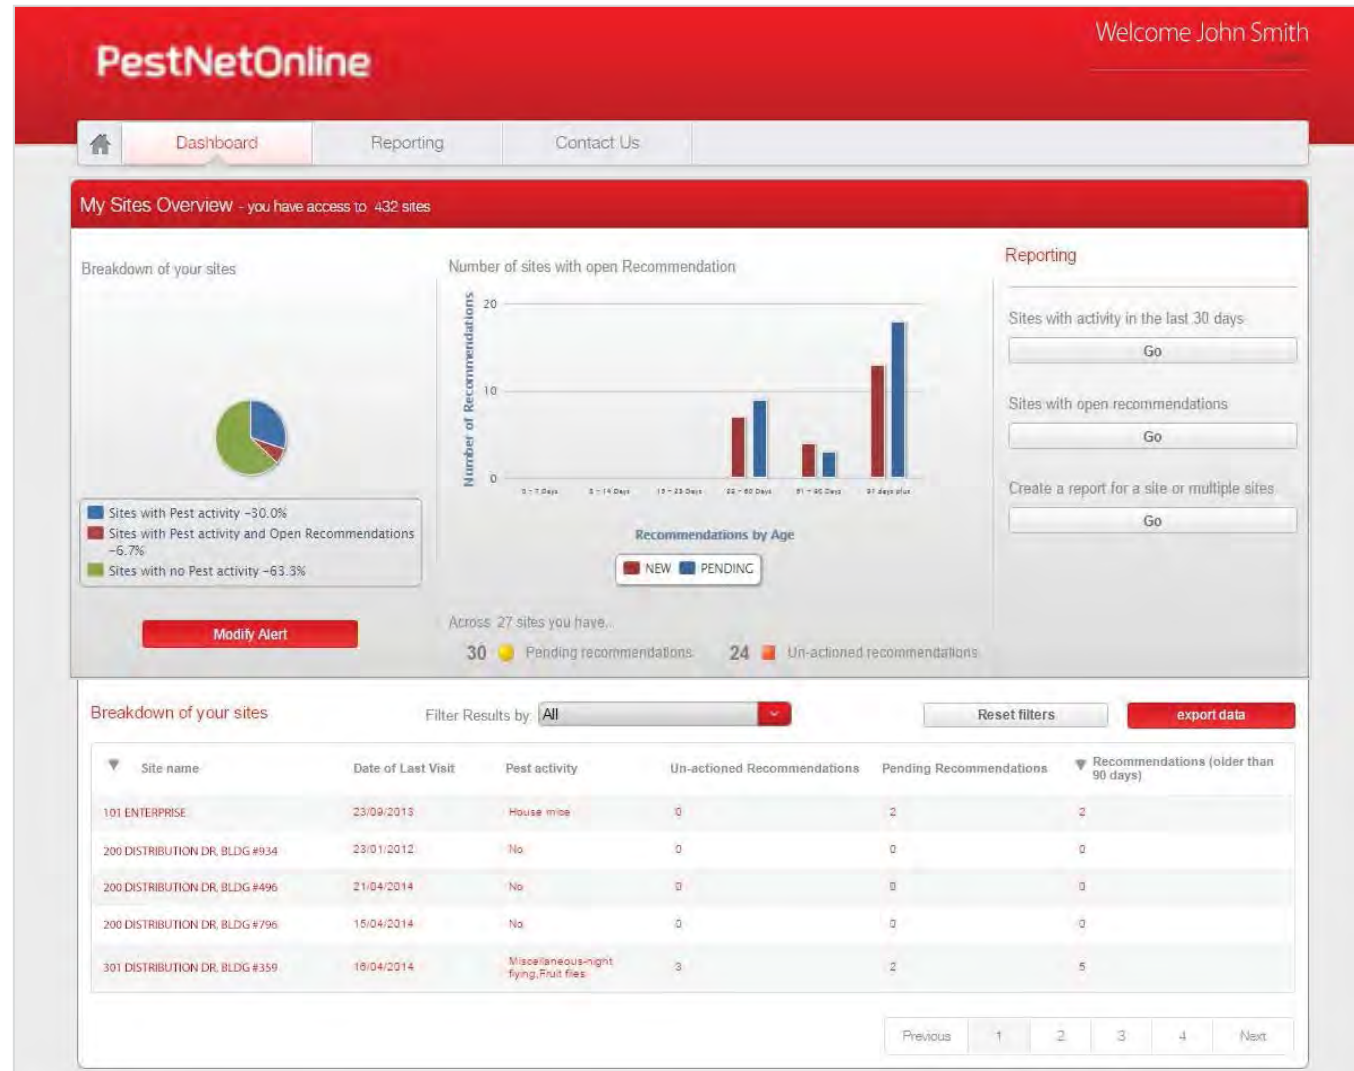 Welcome John Smith
PestNetOnline
Dashboard
Reporting
Contact Us
My Sites Overview - you have access to 432 sites
Breakdown of your sites
Sites with Pest activity -30.0%
Sites with Pest activity and Open Recommendations
-6.7%
Sites with no Pest activity -63.3%
Modify Alert
Number of sites with open Recommendation
Number of Recommendations
20
10
0
0 - 7 Days
8 - 14 Days
91 days plus
Recommendations by Age
NEW
PENDING
Across 27 sites you have...
30 Pending recommendations
24 Un-actioned recommendations
Reporting
Sites with activity in the last 30 days
Go
Sites with open recommendations
Go
Create a report for a site or multiple sites
Go
Breakdown of your sites
Filter Results by All
Reset filters
export data
Site name
Date of Last Visit
Pest activity
Un-actioned Recommendations
Pending Recommendations
Recommendations (older than
90 days)
101 ENTERPRISE 23/09/2013 House mice 0 2 2
200 DISTRIBUTION DR, BLDG #934 23/01/2012 No 0 0 0
200 DISTRIBUTION DR, BLDG #496 21/04/2014 No 0 0 0
200 DISTRIBUTION DR, BLDG #796 15/04/2014 No 0 0 0
301 DISTRIBUTION DR, BLDG #359 16/04/2014 Miscellaneous-night
flying,Fruit flies 3 2 5
Previous 1 2 3 4 Next